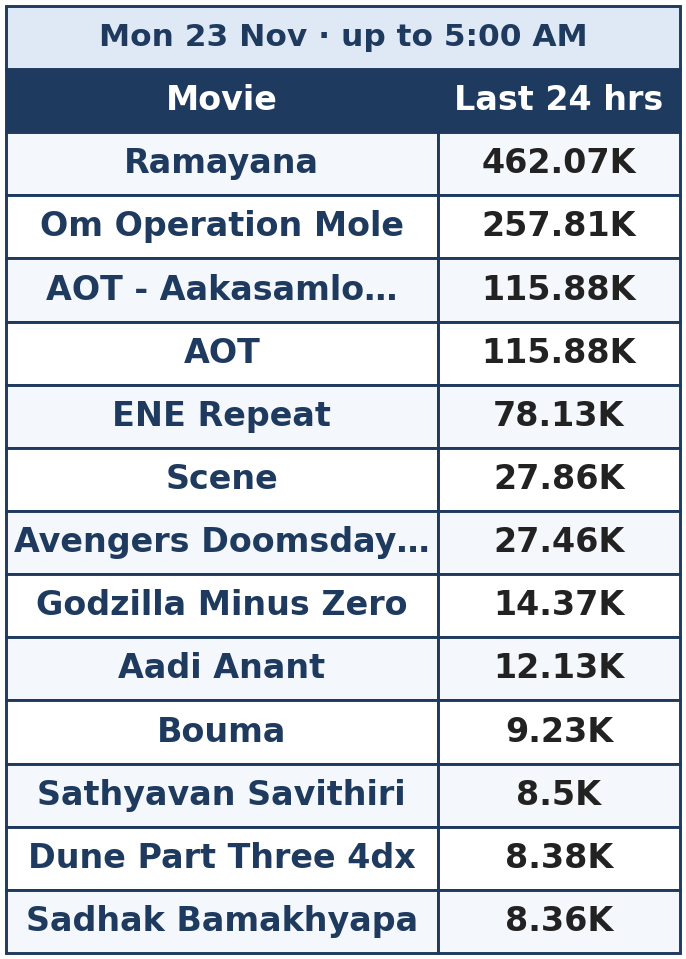 Mon 23 Nov · up to 5:00 AM
Movie Last 24 hrs
Ramayana 462.07K
Om Operation Mole 257.81K
AOT - Aakasamlo... 115.88K
AOT 115.88K
ENE Repeat 78.13K
Scene 27.86K
Avengers Doomsday... 27.46K
Godzilla Minus Zero 14.37K
Aadi Anant 12.13K
Bouma 9.23K
Sathyavan Savithiri 8.5K
Dune Part Three 4dx 8.38K
Sadhak Bamakhyapa 8.36K